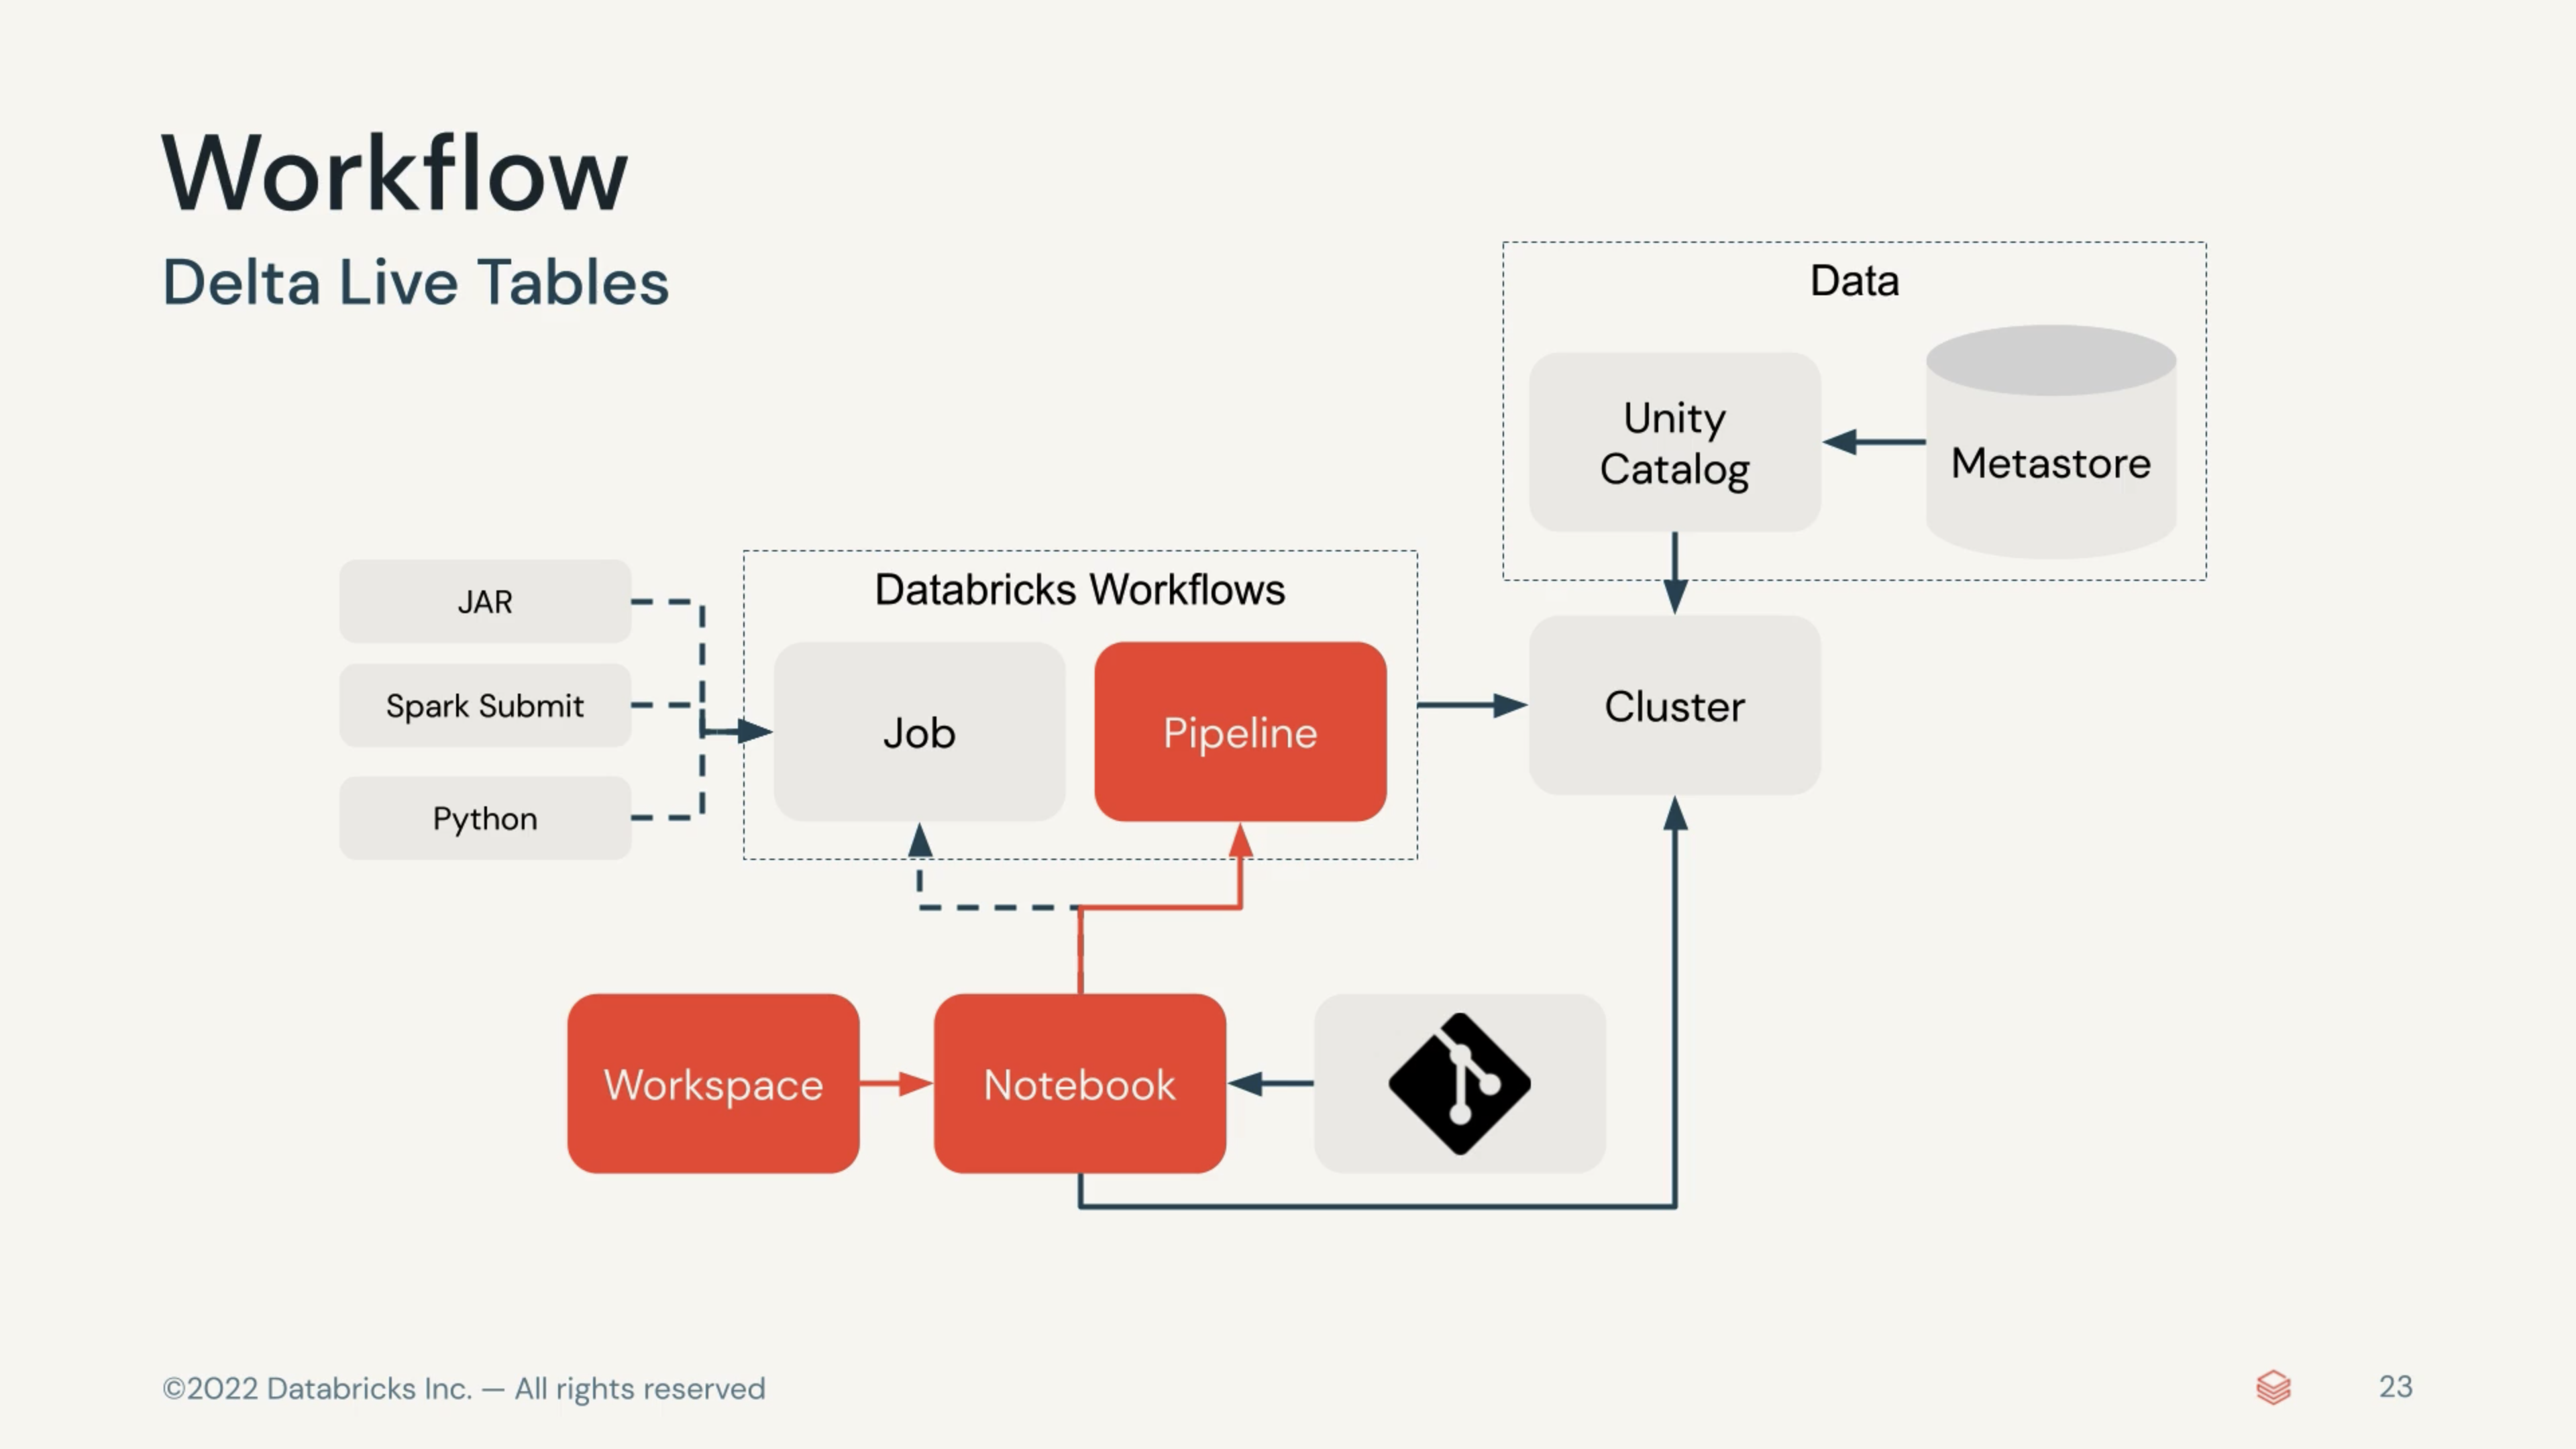 Workflow
Delta Live Tables
Data
Unity
Catalog
Metastore
Databricks Workflows
JAR
Spark Submit
Python
Job
Pipeline
Cluster
Workspace
Notebook
©2022 Databricks Inc. — All rights reserved
23